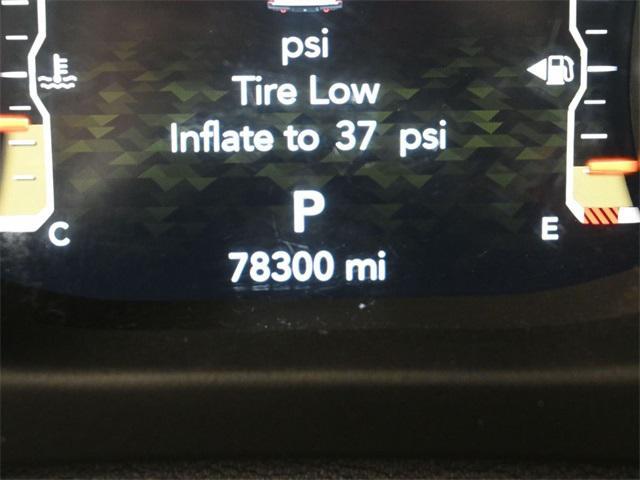 psi
Tire Low
Inflate to 37 psi
P
C
E
78300 mi